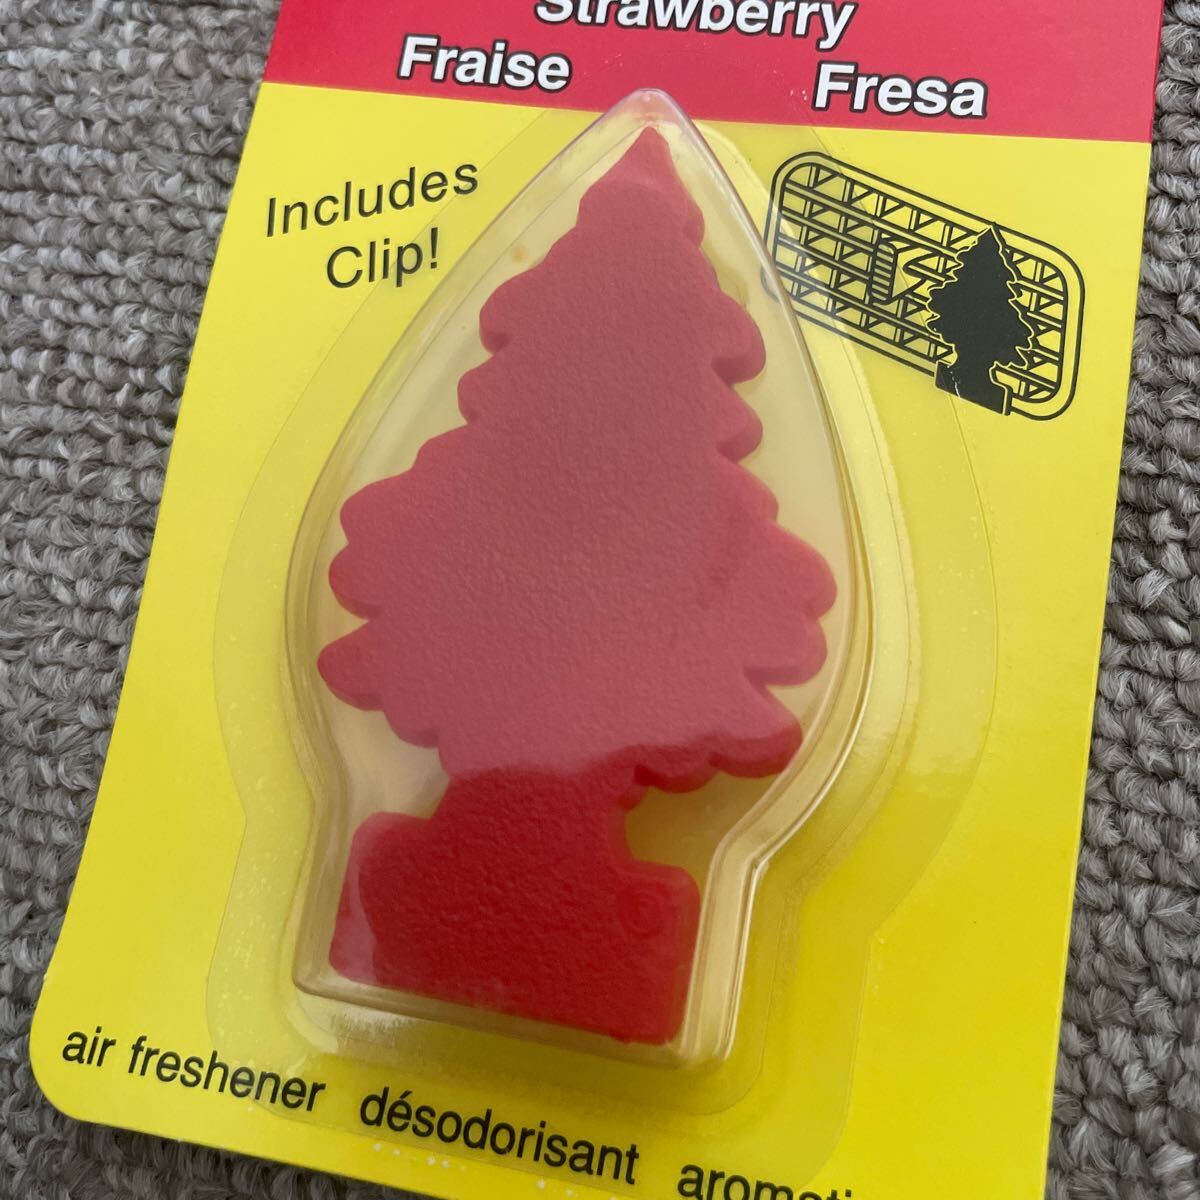 Strawberry
Fraise Fresa
Includes
Clip!
air freshener désodorisant